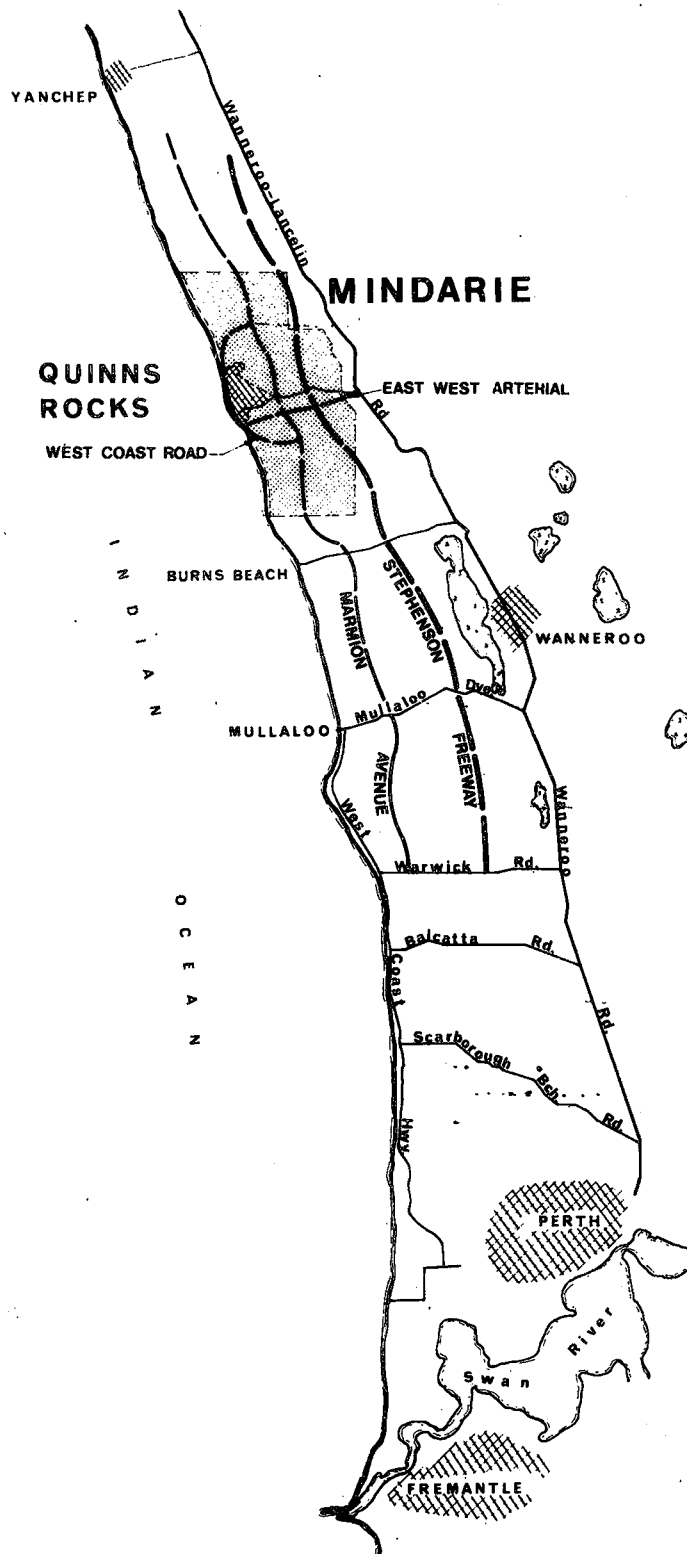 YANCHEP
Wanneroo-Lancelin
MINDARIE
QUINNS
ROCKS
EAST WEST ARTEHIAL
Rd.
WEST COAST ROAD
INDIAN
BURNS BEACH
STEPHENSON
MARMION
WANNEROO
Mullaloo
MULLALOO
FREEWAY
AVENUE
West
Wanneroo
Warwick Rd.
OCEAN
Balcatta Rd.
Coast
Rd.
Scarborough Bch. Rd.
Hwy
PERTH
River
Swan
FREMANTLE